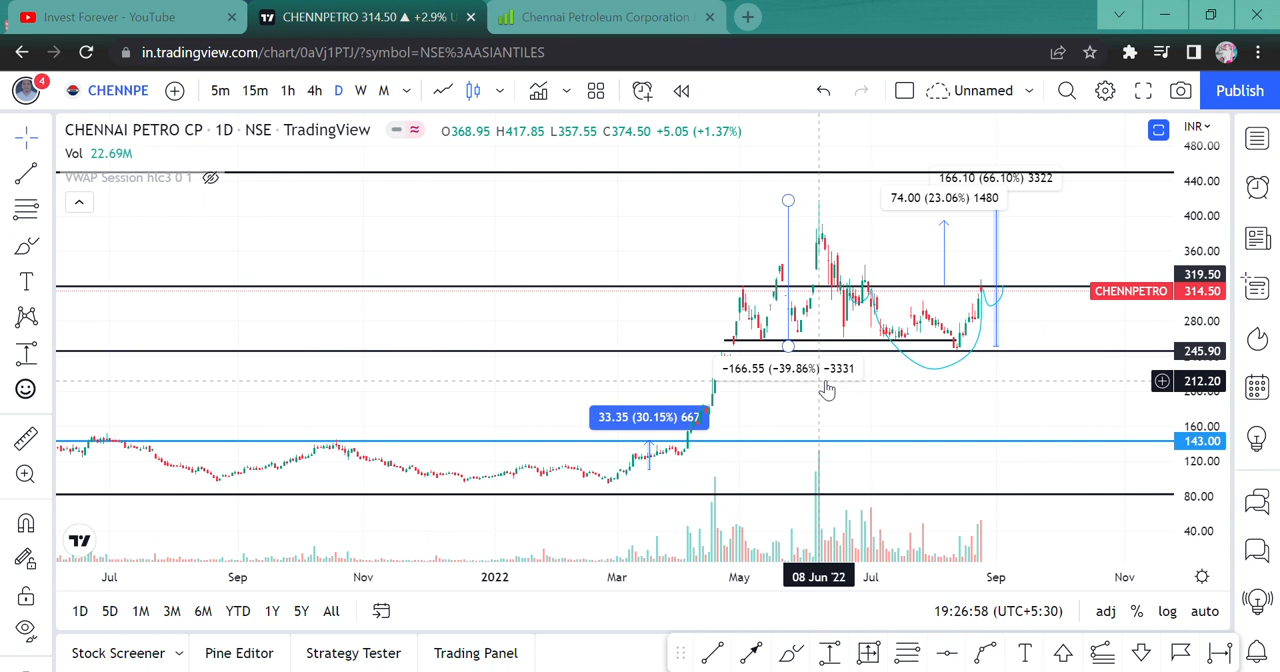 Invest Forever - YouTube
CHENNPETRO 314.50 ▲ +2.9% U
Chennai Petroleum Corporation
in.tradingview.com/chart/0aVj1PTJ/?symbol=NSE%3AASIANTILES
4
CHENNPE
5m 15m 1h 4h D W M
Unnamed
Publish
CHENNAI PETRO CP · 1D · NSE · TradingView
O368.95 H417.85 L357.55 C374.50 +5.05 (+1.37%)
INR
Vol 22.69M
VWAP Session hlc3 0 1
480.00
440.00
400.00
360.00
319.50
CHENNPETRO 314.50
280.00
245.90
212.20
160.00
143.00
120.00
80.00
40.00
166.10 (66.10%) 3322
74.00 (23.06%) 1480
−166.55 (−39.86%) −3331
33.35 (30.15%) 667
Jul Sep Nov 2022 Mar May 08 Jun '22 Jul Sep Nov
1D 5D 1M 3M 6M YTD 1Y 5Y All
19:26:58 (UTC+5:30)
adj % log auto
Stock Screener Pine Editor Strategy Tester Trading Panel